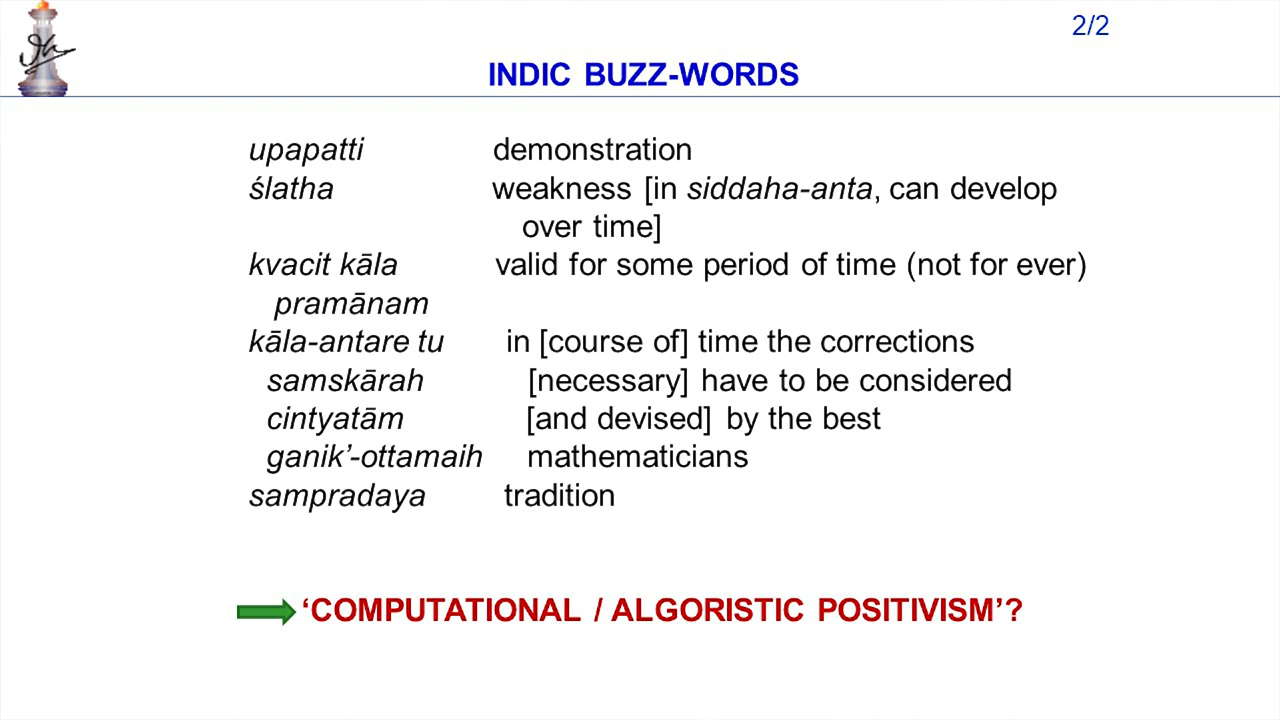 2/2
INDIC BUZZ-WORDS
upapatti demonstration
ślatha weakness [in siddaha-anta, can develop
over time]
kvacit kāla valid for some period of time (not for ever)
pramānam
kāla-antare tu in [course of] time the corrections
samskārah [necessary] have to be considered
cintyatām [and devised] by the best
ganik’-ottamaih mathematicians
sampradaya tradition
‘COMPUTATIONAL / ALGORISTIC POSITIVISM’?